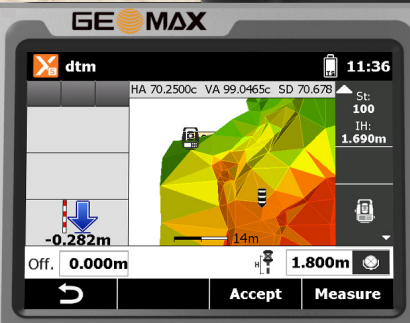 GEOMAX
dtm
11:36
HA 70.2500c VA 99.0465c SD 70.678
St:
100
IH:
1.690m
-0.282m
14m
Off. 0.000m
H
1.800m
Accept
Measure